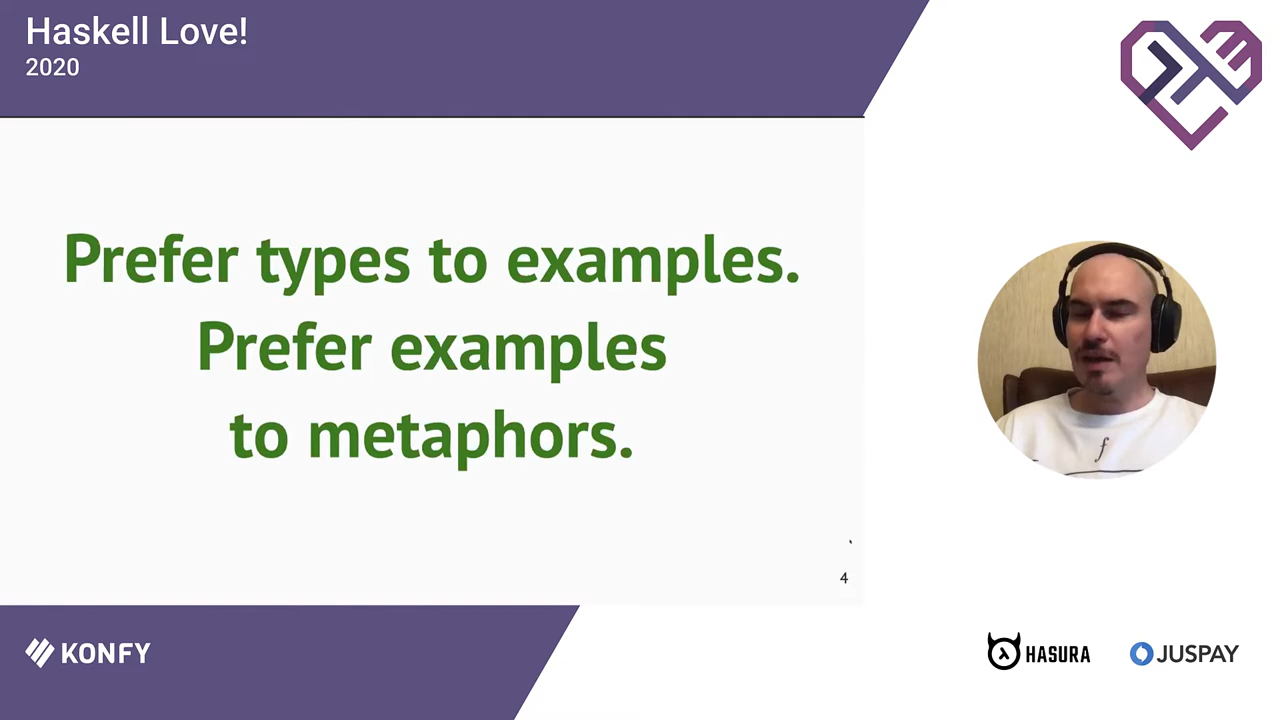 Haskell Love!
2020
Prefer types to examples.
Prefer examples
to metaphors.
4
KONFY
HASURA
JUSPAY
f